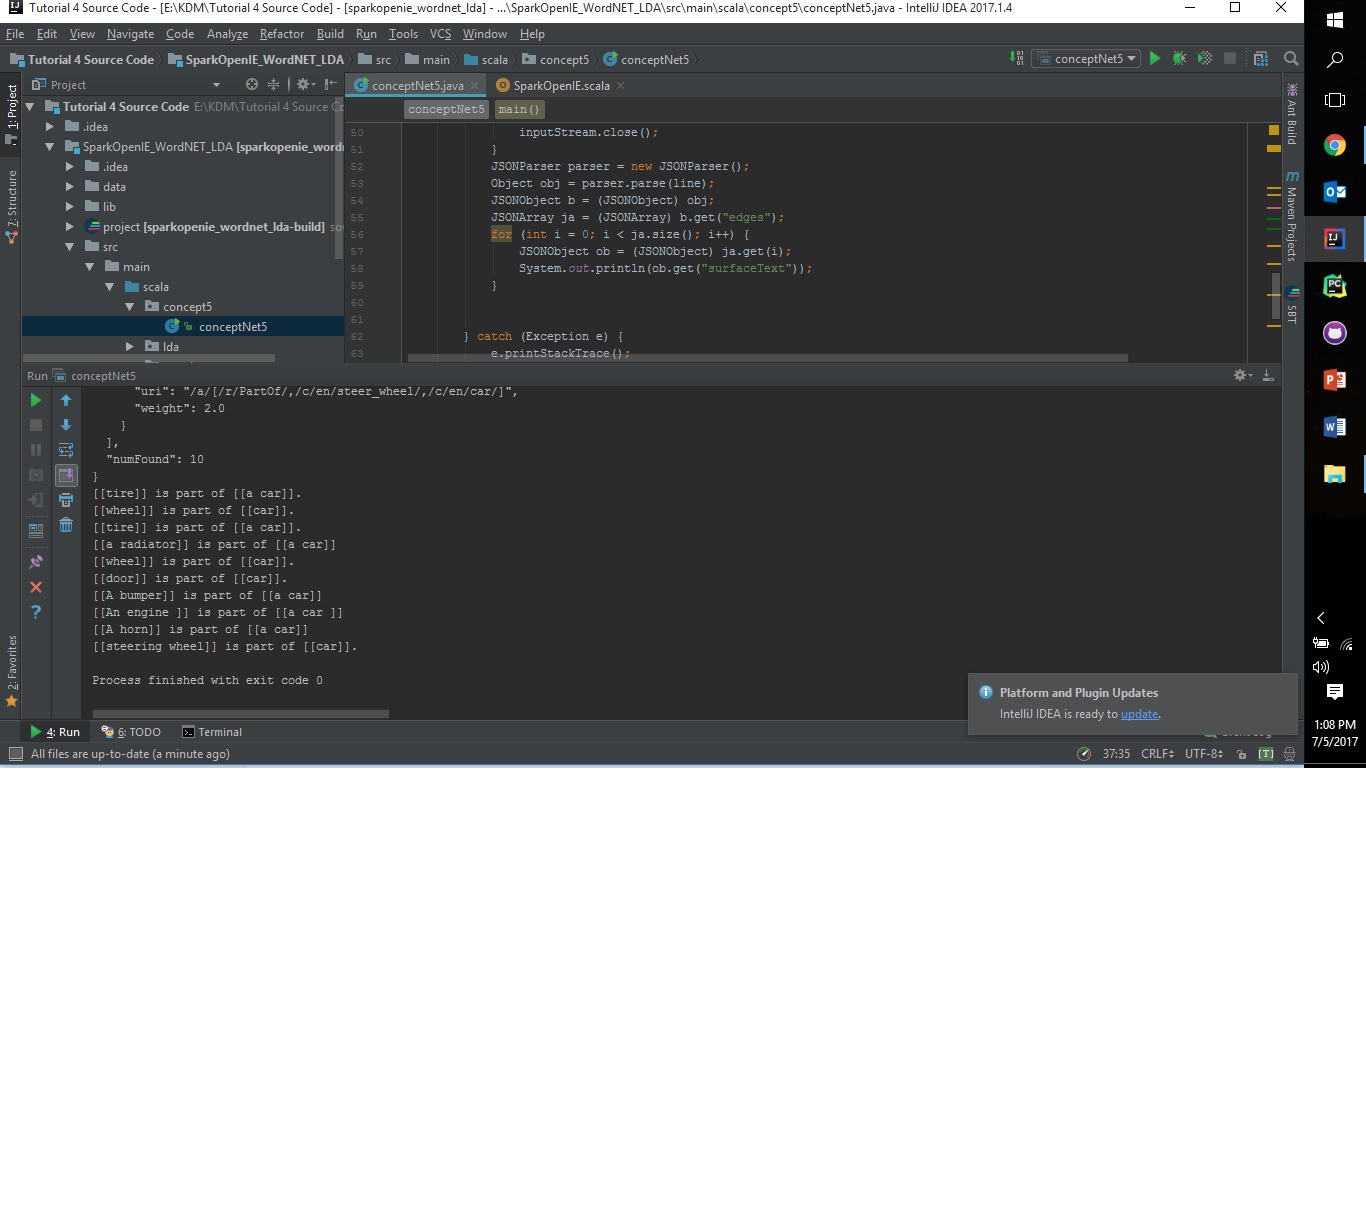 Tutorial 4 Source Code - [E:\KDM\Tutorial 4 Source Code] - [sparkopenie_wordnet_lda] - ...\SparkOpenIE_WordNET_LDA\src\main\scala\concept5\conceptNet5.java - IntelliJ IDEA 2017.1.4
File Edit View Navigate Code Analyze Refactor Build Run Tools VCS Window Help
Tutorial 4 Source Code SparkOpenIE_WordNET_LDA src main scala concept5 conceptNet5 conceptNet5
1: Project
7: Structure
2: Favorites
Project
Tutorial 4 Source Code E:\KDM\Tutorial 4 Source Co
.idea
SparkOpenIE_WordNET_LDA [sparkopenie_word
.idea
data
lib
project [sparkopenie_wordnet_lda-build] so
src
main
scala
concept5
conceptNet5
lda
conceptNet5.java SparkOpenIE.scala
conceptNet5 main()
50 inputStream.close();
51 }
52 JSONParser parser = new JSONParser();
53 Object obj = parser.parse(line);
54 JSONObject b = (JSONObject) obj;
55 JSONArray ja = (JSONArray) b.get("edges");
56 for (int i = 0; i < ja.size(); i++) {
57 JSONObject ob = (JSONObject) ja.get(i);
58 System.out.println(ob.get("surfaceText"));
59 }
60
61
62 } catch (Exception e) {
63 e.printStackTrace();
Ant Build
m Maven Projects
SBT
Run conceptNet5
"uri": "/a/[/r/PartOf/,/c/en/steer_wheel/,/c/en/car/]",
"weight": 2.0
}
],
"numFound": 10
}
[[tire]] is part of [[a car]].
[[wheel]] is part of [[car]].
[[tire]] is part of [[a car]].
[[a radiator]] is part of [[a car]]
[[wheel]] is part of [[car]].
[[door]] is part of [[car]].
[[A bumper]] is part of [[a car]]
[[An engine ]] is part of [[a car ]]
[[A horn]] is part of [[a car]]
[[steering wheel]] is part of [[car]].
Process finished with exit code 0
Platform and Plugin Updates
IntelliJ IDEA is ready to update.
4: Run 6: TODO Terminal
All files are up-to-date (a minute ago)
37:35 CRLF UTF-8 [T]
1:08 PM
7/5/2017